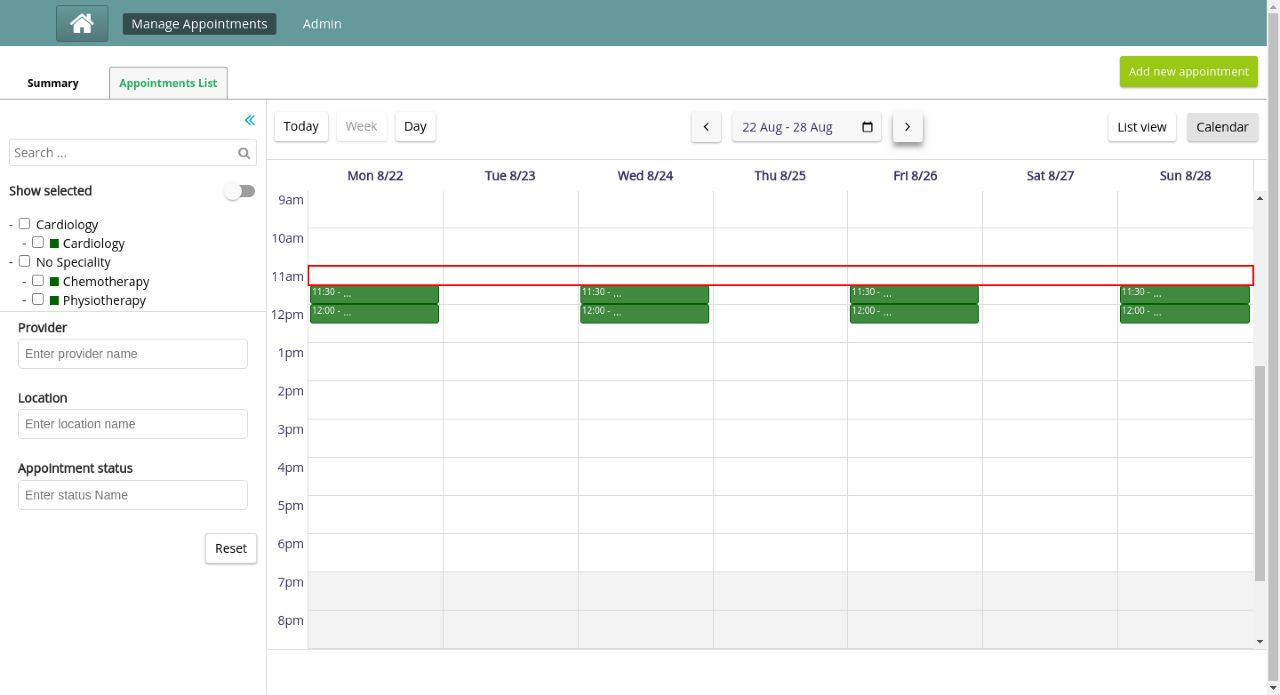 Manage Appointments Admin
Summary Appointments List Add new appointment
Today Week Day 22 Aug - 28 Aug List view Calendar
Search ...
Show selected
- Cardiology
- Cardiology
- No Speciality
- Chemotherapy
- Physiotherapy
Provider
Enter provider name
Location
Enter location name
Appointment status
Enter status Name
Reset
Mon 8/22 Tue 8/23 Wed 8/24 Thu 8/25 Fri 8/26 Sat 8/27 Sun 8/28
9am
10am
11am
11:30 - ... 11:30 - ... 11:30 - ... 11:30 - ...
12:00 - ... 12:00 - ... 12:00 - ... 12:00 - ...
12pm
1pm
2pm
3pm
4pm
5pm
6pm
7pm
8pm